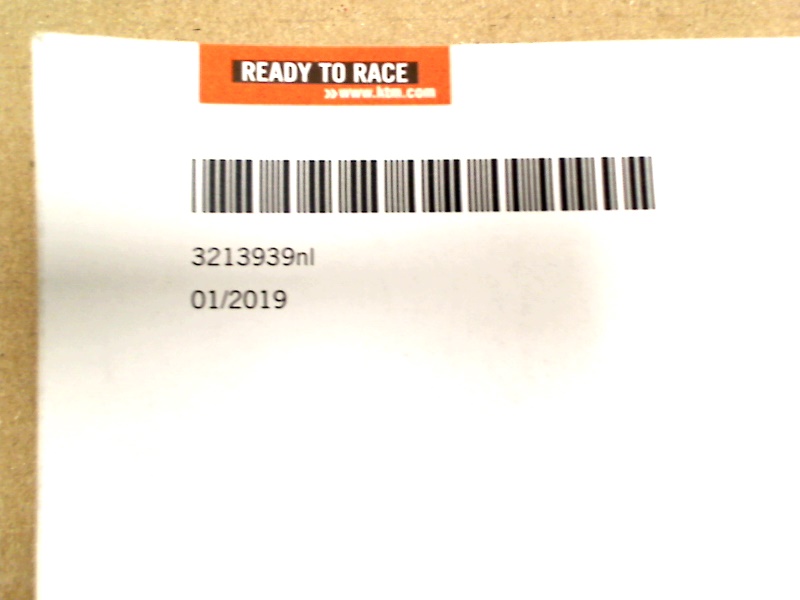 READY TO RACE
»www.ktm.com
3213939nl
01/2019